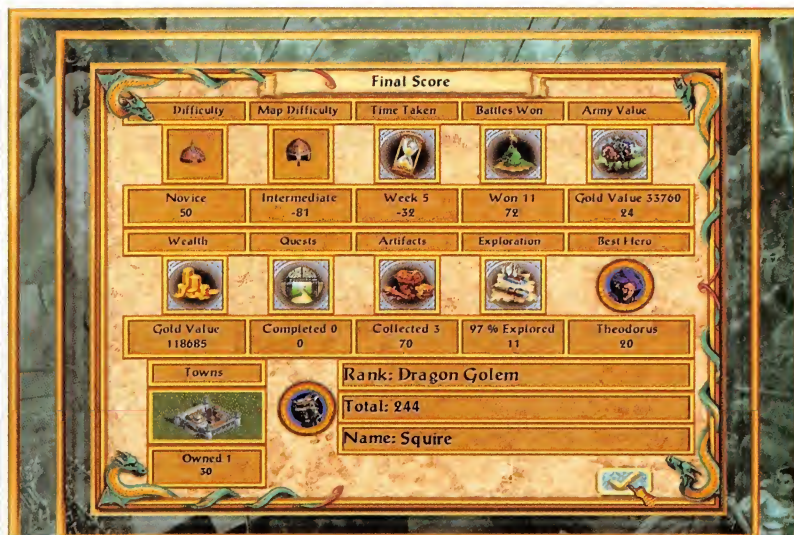 Final Score
Difficulty Map Difficulty Time Taken Battles Won Army Value
Novice Intermediate Week 5 Won 11 Gold Value 33760
50 -81 -32 72 24
Wealth Quests Artifacts Exploration Best Hero
Gold Value Completed 0 Collected 3 97 % Explored Theodorus
118685 0 70 11 20
Towns
Rank: Dragon Golem
Total: 244
Name: Squire
Owned 1
30